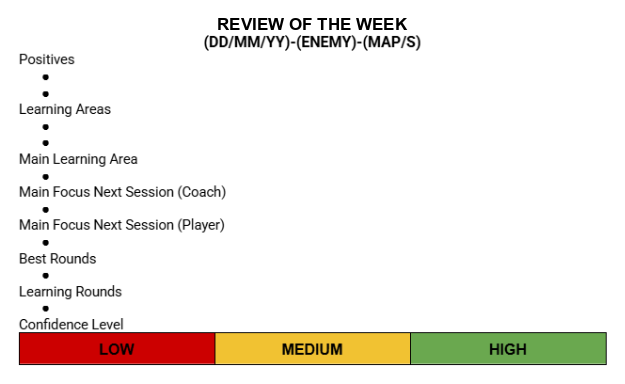 REVIEW OF THE WEEK
(DD/MM/YY)-(ENEMY)-(MAP/S)
Positives
●
●
Learning Areas
●
●
Main Learning Area
●
Main Focus Next Session (Coach)
●
Main Focus Next Session (Player)
●
Best Rounds
●
Learning Rounds
●
Confidence Level
LOW MEDIUM HIGH